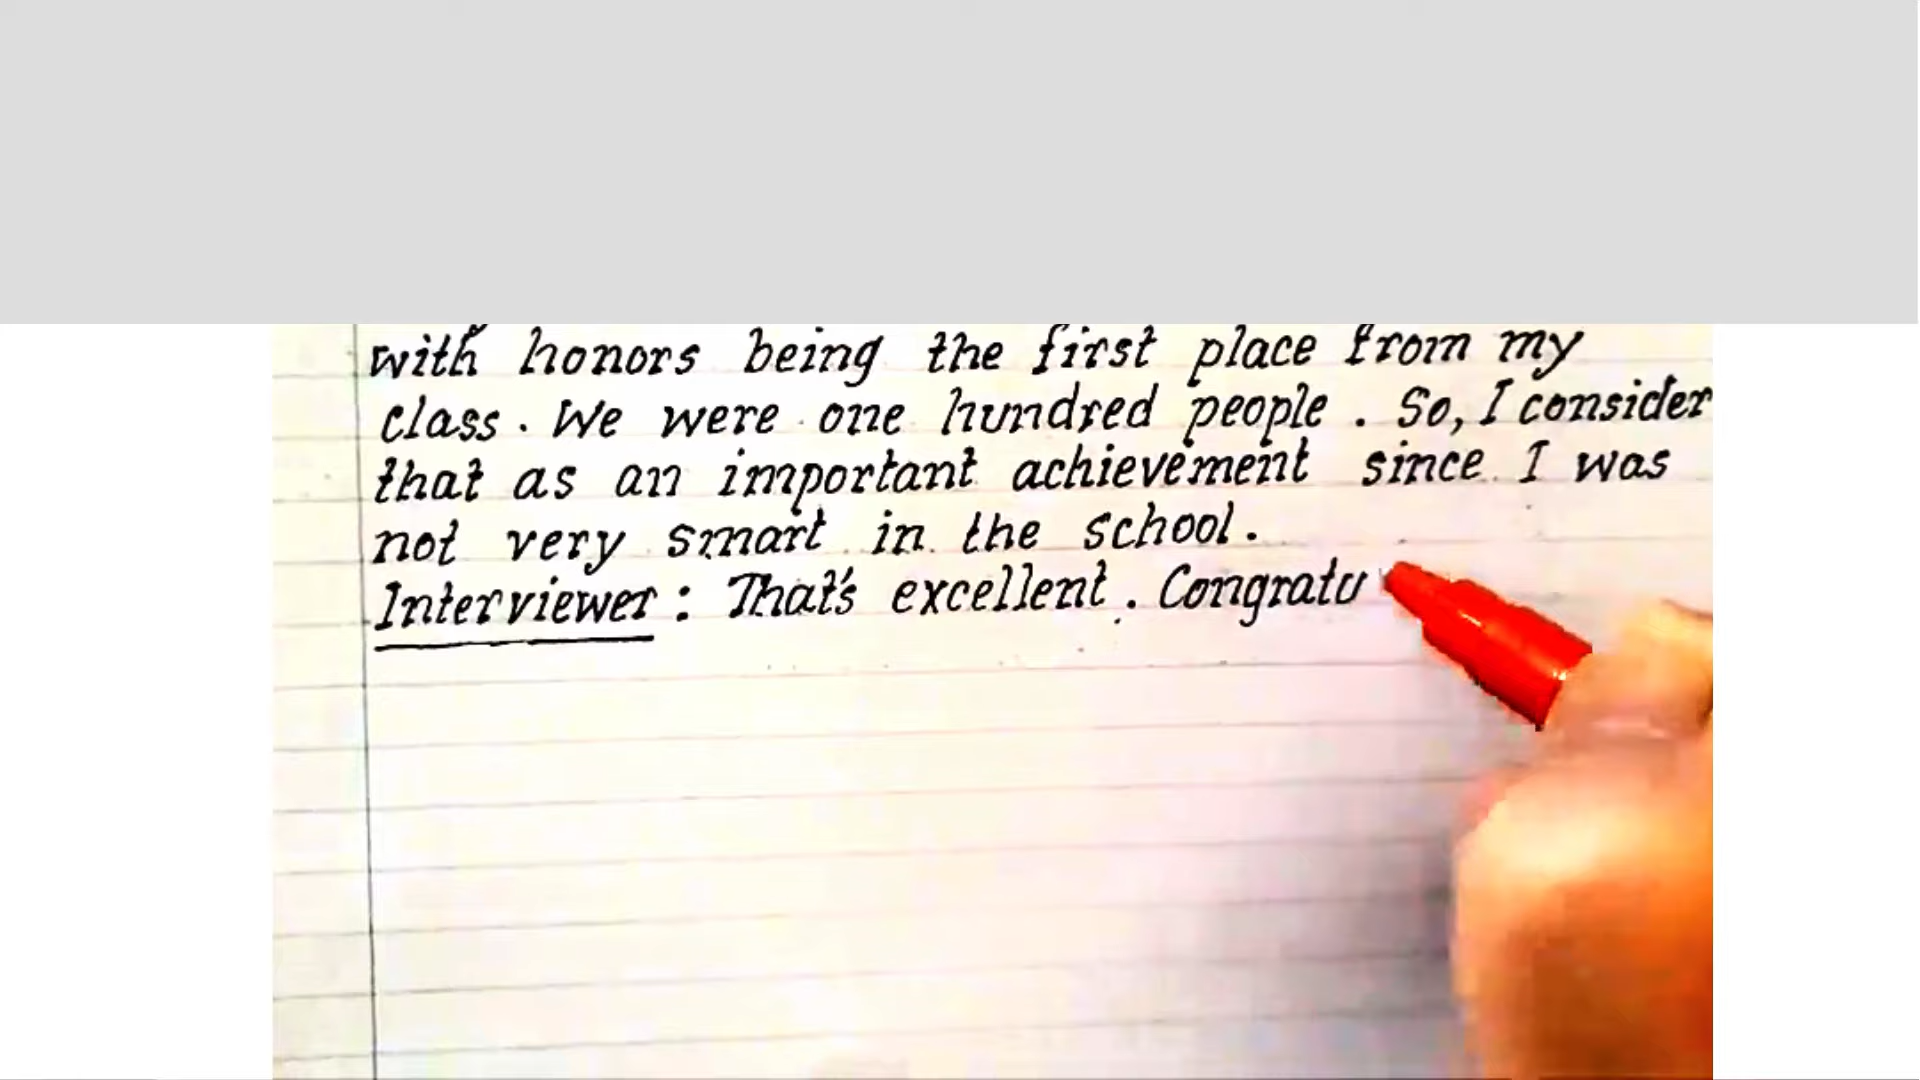 with honors being the first place from my
class. We were one hundred people. So, I consider
that as an important achievement since I was
not very smart in the school.
Interviewer: That's excellent. Congratu